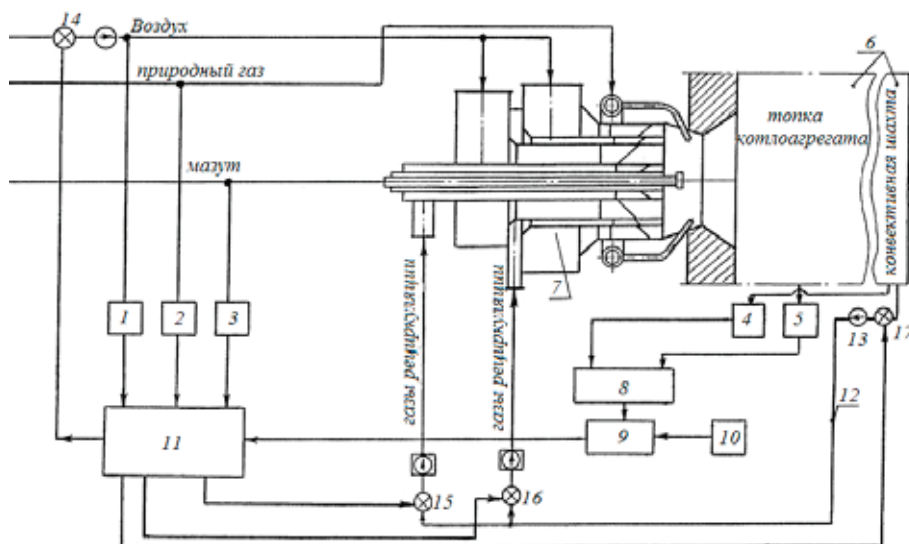 14
Воздух
природный газ
6
топка
котлоагрегата
конвективная шахта
мазут
7
газы рециркуляции
газы рециркуляции
1
2
3
4
5
13
17
8
12
9
10
11
15
16